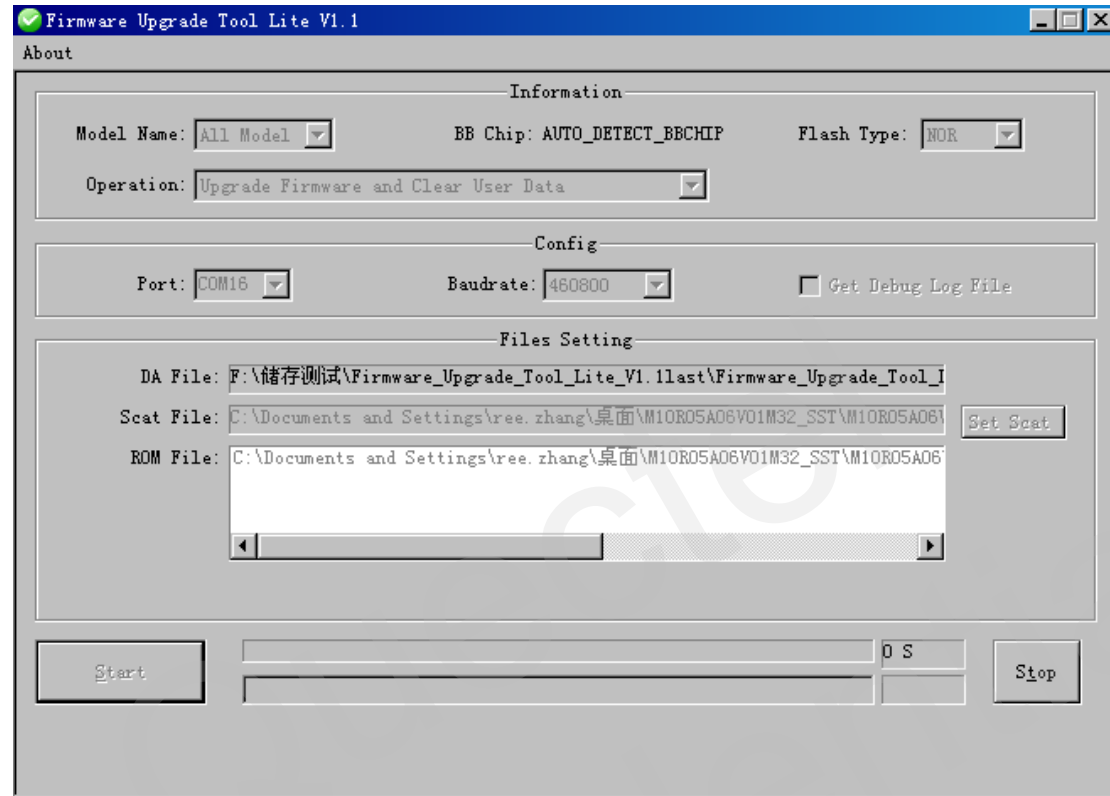 Firmware Upgrade Tool Lite V1.1
About
Information
Model Name: All Model BB Chip: AUTO_DETECT_BBCHIP Flash Type: NOR
Operation: Upgrade Firmware and Clear User Data
Config
Port: COM16 Baudrate: 460800 Get Debug Log File
Files Setting
DA File: F:\储存测试\Firmware_Upgrade_Tool_Lite_V1.1last\Firmware_Upgrade_Tool_
Scat File: C:\Documents and Settings\ree.zhang\桌面\M10R05A06V01M32_SST\M10R05A06 Set Scat
ROM File: C:\Documents and Settings\ree.zhang\桌面\M10R05A06V01M32_SST\M10R05A06
Start 0 S Stop